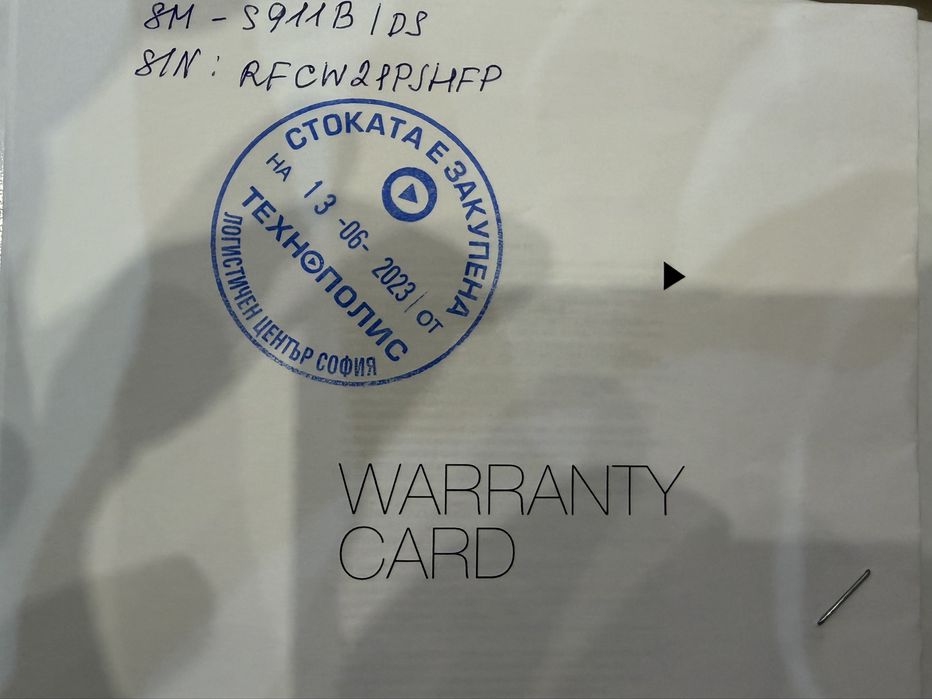 SM - S911B/DS
S/N: RFCW21PSHFP
СТОКАТА Е ЗАКУПЕНА
НА 13-06-2023/ОТ
ТЕХНОПОЛИС
ЛОГИСТИЧЕН ЦЕНТЪР СОФИЯ
WARRANTY
CARD